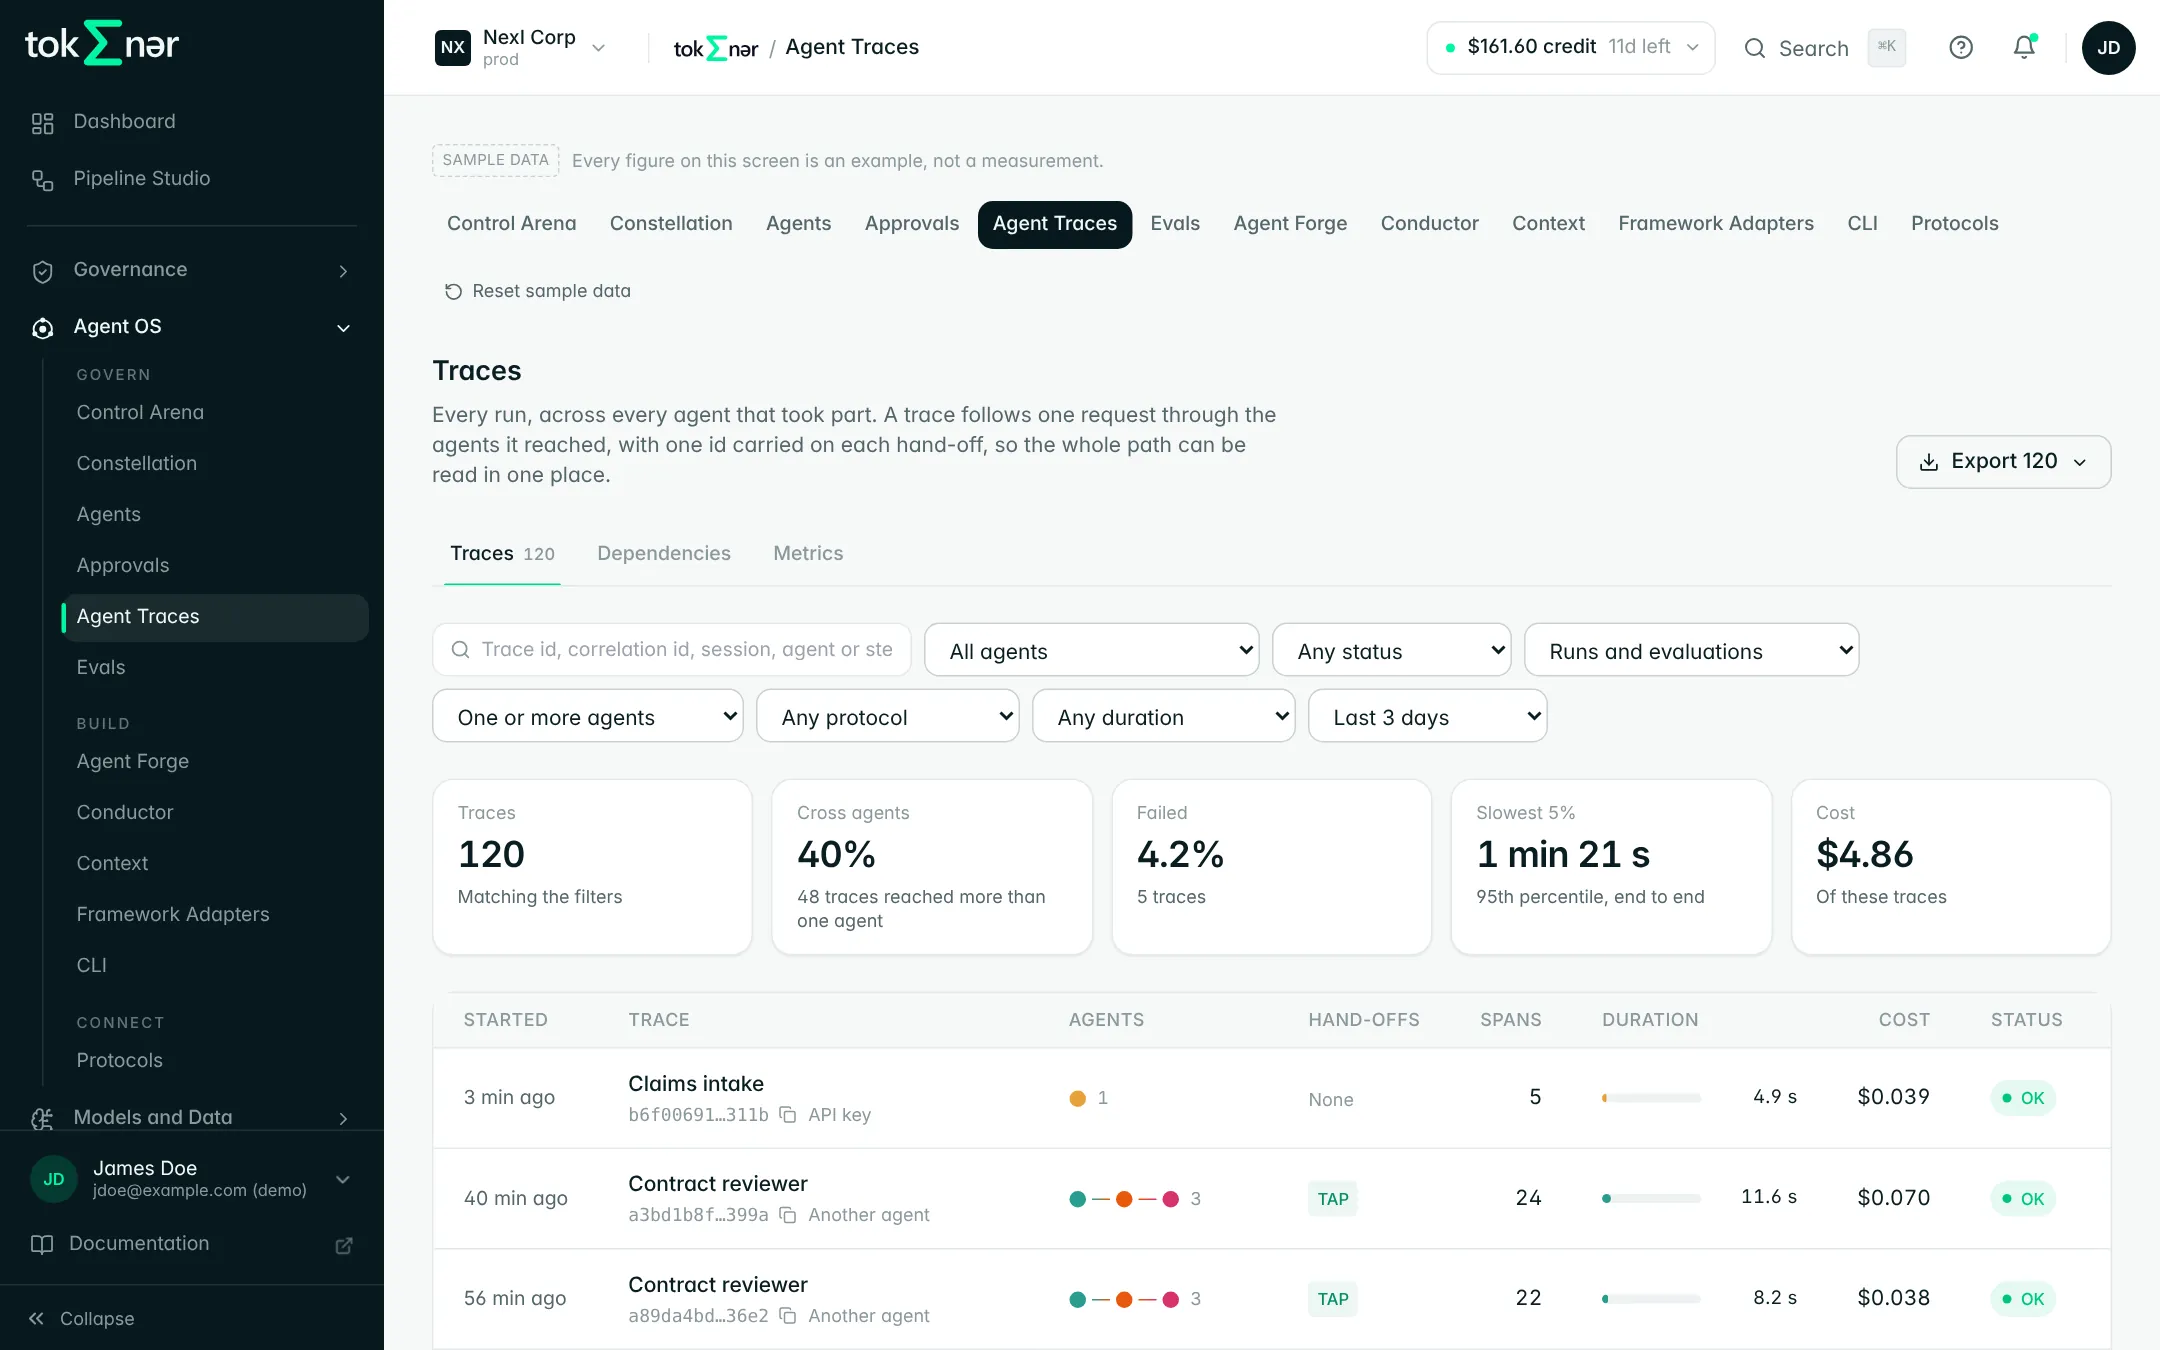 tokΣnər
Dashboard
Pipeline Studio
Governance
Agent OS
GOVERN
Control Arena
Constellation
Agents
Approvals
Agent Traces
Evals
BUILD
Agent Forge
Conductor
Context
Framework Adapters
CLI
CONNECT
Protocols
Models and Data
JD
James Doe
jdoe@example.com (demo)
Documentation
Collapse
NX
Nexl Corp
prod
tokΣnər / Agent Traces
$161.60 credit 11d left
Search
⌘K
JD
SAMPLE DATA Every figure on this screen is an example, not a measurement.
Control Arena Constellation Agents Approvals Agent Traces Evals Agent Forge Conductor Context Framework Adapters CLI Protocols
Reset sample data
Traces
Every run, across every agent that took part. A trace follows one request through the
agents it reached, with one id carried on each hand-off, so the whole path can be
read in one place.
Export 120
Traces 120 Dependencies Metrics
Trace id, correlation id, session, agent or ste
All agents
Any status
Runs and evaluations
One or more agents
Any protocol
Any duration
Last 3 days
Traces
120
Matching the filters
Cross agents
40%
48 traces reached more than
one agent
Failed
4.2%
5 traces
Slowest 5%
1 min 21 s
95th percentile, end to end
Cost
$4.86
Of these traces
STARTED TRACE AGENTS HAND-OFFS SPANS DURATION COST STATUS
3 min ago Claims intake 1 None 5 4.9 s $0.039 OK
b6f00691…311b API key
40 min ago Contract reviewer 3 TAP 24 11.6 s $0.070 OK
a3bd1b8f…399a Another agent
56 min ago Contract reviewer 3 TAP 22 8.2 s $0.038 OK
a89da4bd…36e2 Another agent